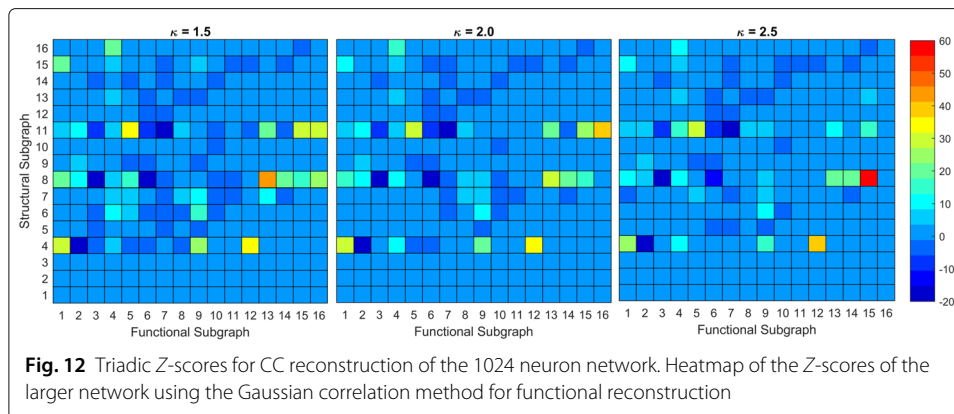 κ = 1.5
κ = 2.0
κ = 2.5
Structural Subgraph
16
15
14
13
12
11
10
9
8
7
6
5
4
3
2
1
1 2 3 4 5 6 7 8 9 10 11 12 13 14 15 16
Functional Subgraph
1 2 3 4 5 6 7 8 9 10 11 12 13 14 15 16
Functional Subgraph
1 2 3 4 5 6 7 8 9 10 11 12 13 14 15 16
Functional Subgraph
60
50
40
30
20
10
0
-10
-20
Fig. 12 Triadic Z-scores for CC reconstruction of the 1024 neuron network. Heatmap of the Z-scores of the
larger network using the Gaussian correlation method for functional reconstruction